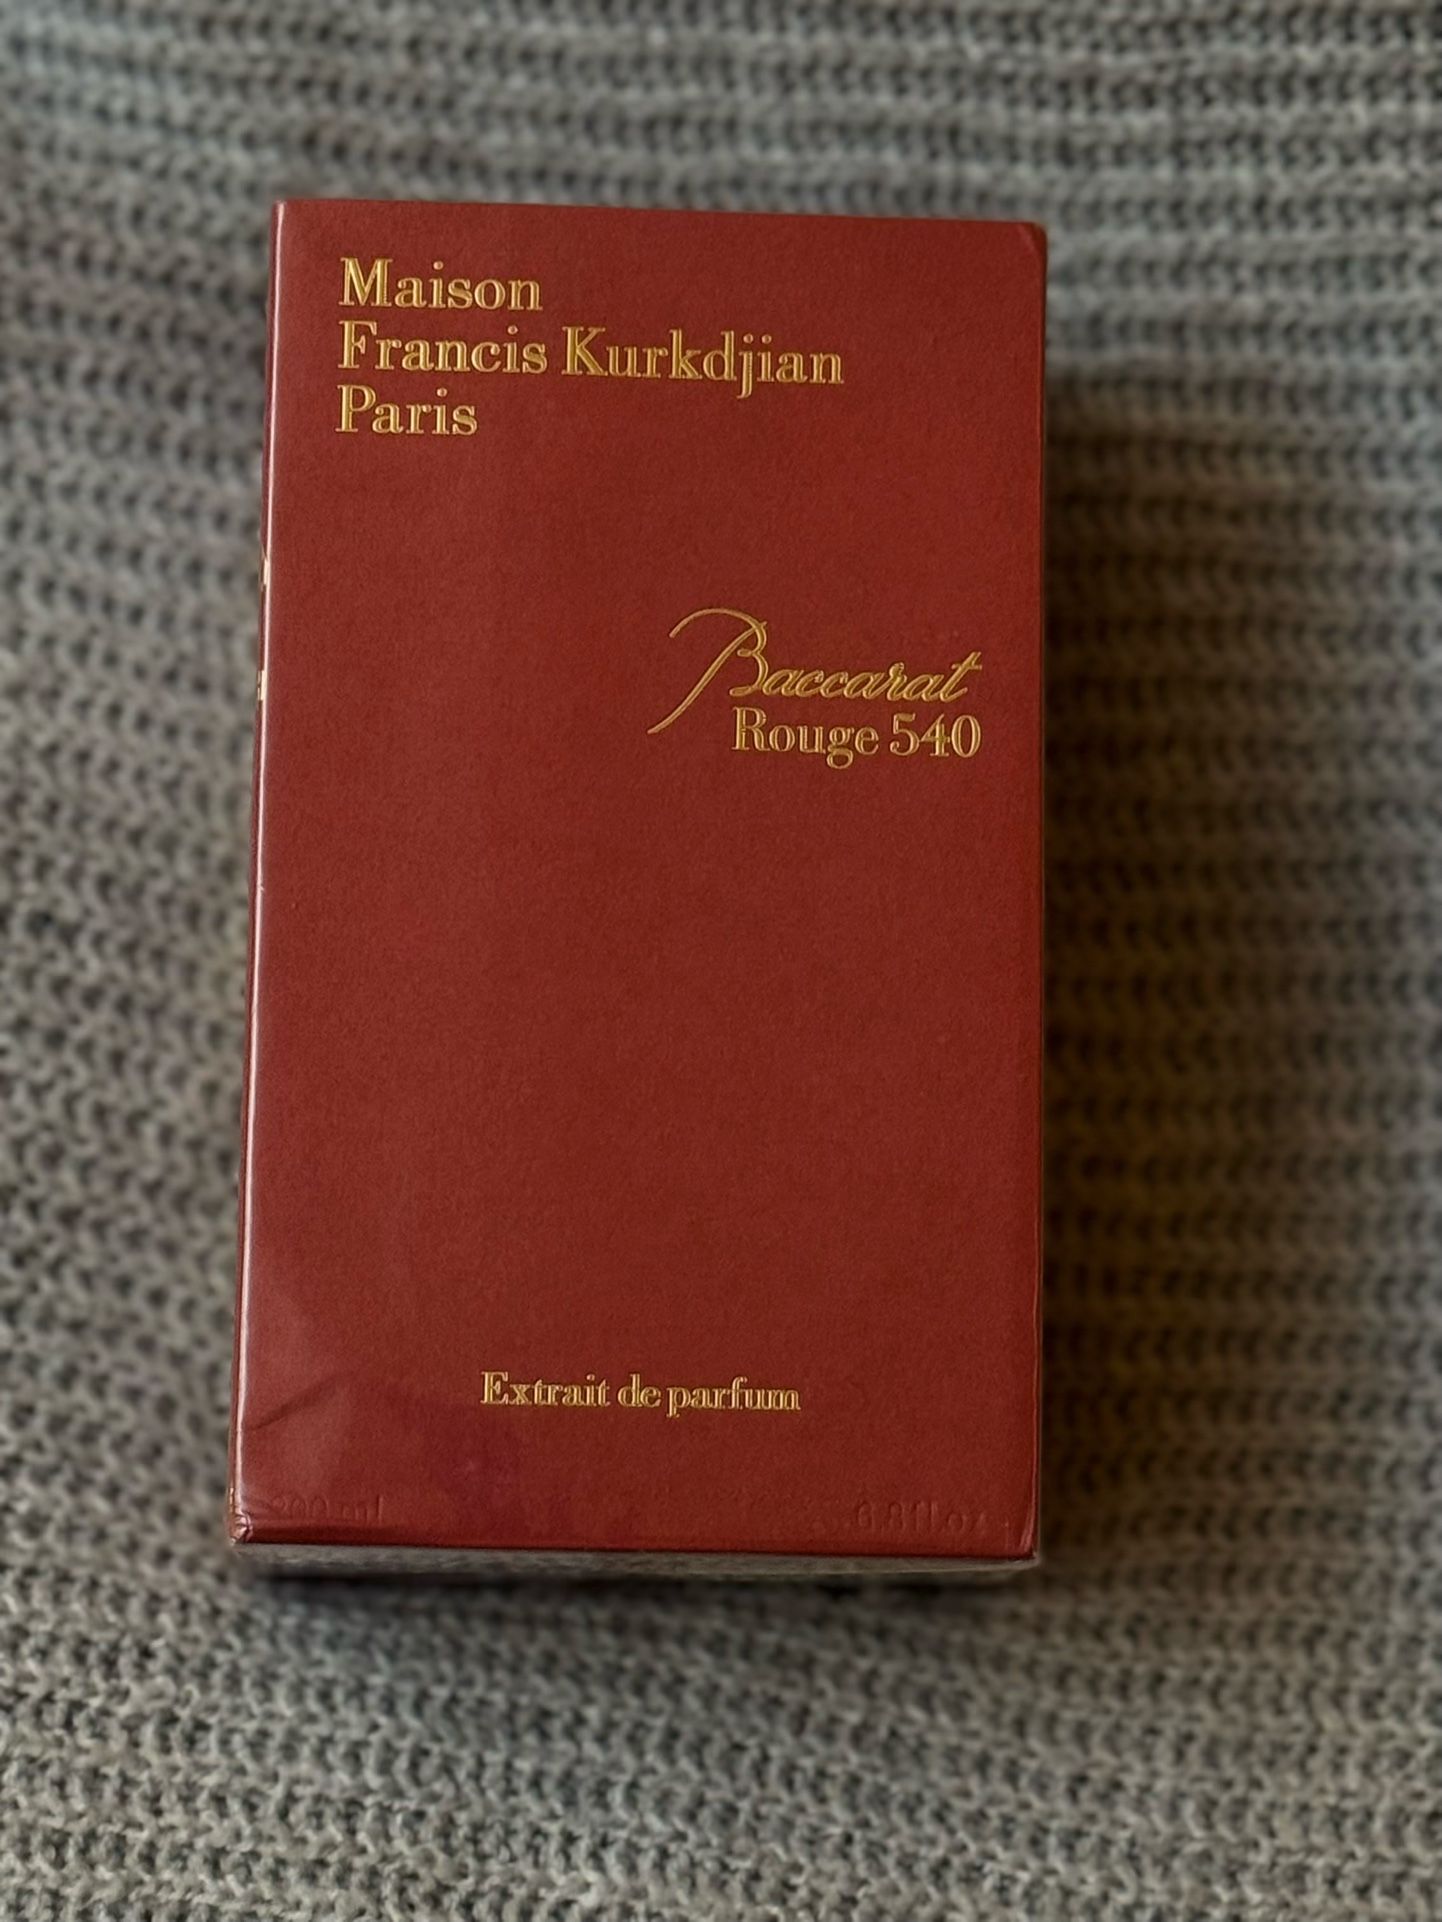 Maison
Francis Kurkdjian
Paris
Baccarat
Rouge 540
Extrait de parfum